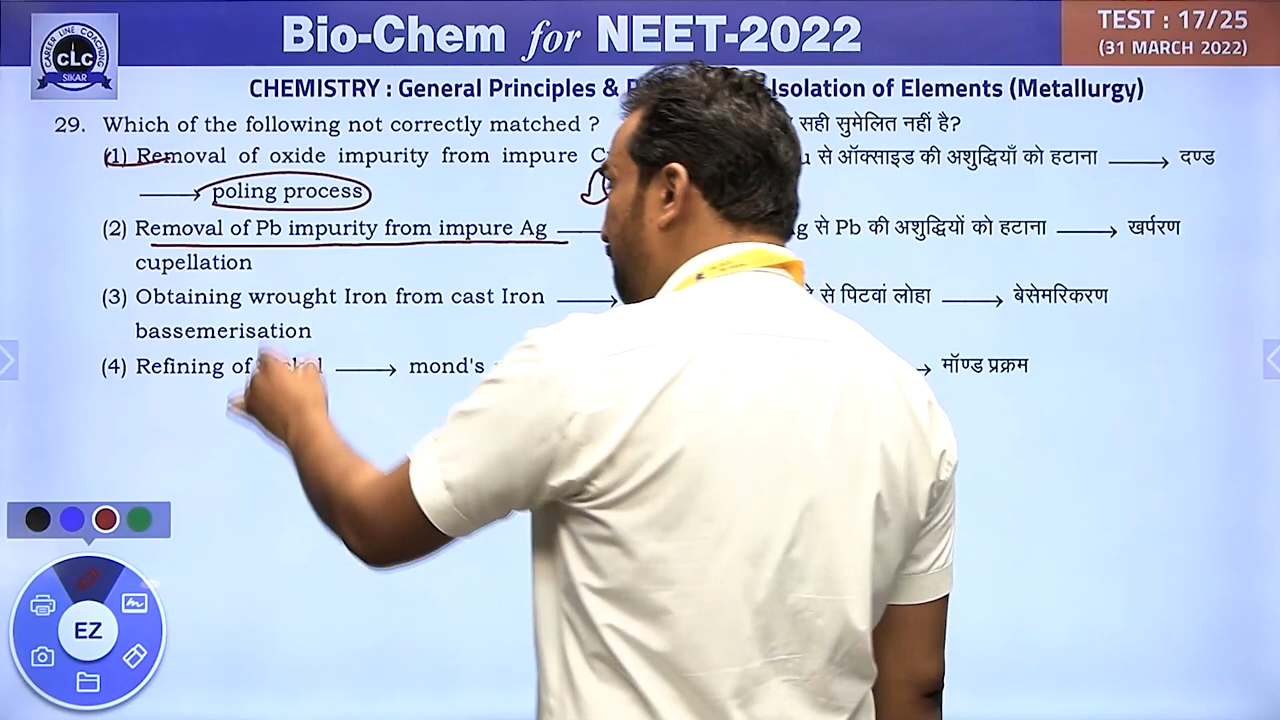 Bio-Chem for NEET-2022
TEST : 17/25
(31 MARCH 2022)
CAREER LINE COACHING
CLC
SIKAR
CHEMISTRY : General Principles & Isolation of Elements (Metallurgy)
29. Which of the following not correctly matched ? सही सुमेलित नहीं है?
(1) Removal of oxide impurity from impure से ऑक्साइड की अशुद्धियाँ को हटाना ⟶ दण्ड
⟶ poling process
(2) Removal of Pb impurity from impure Ag ⟶ से Pb की अशुद्धियों को हटाना ⟶ खर्परण
cupellation
(3) Obtaining wrought Iron from cast Iron ⟶ से पिटवां लोहा ⟶ बेसेमरिकरण
bassemerisation
(4) Refining of ⟶ mond's ⟶ मॉण्ड प्रक्रम
EZ